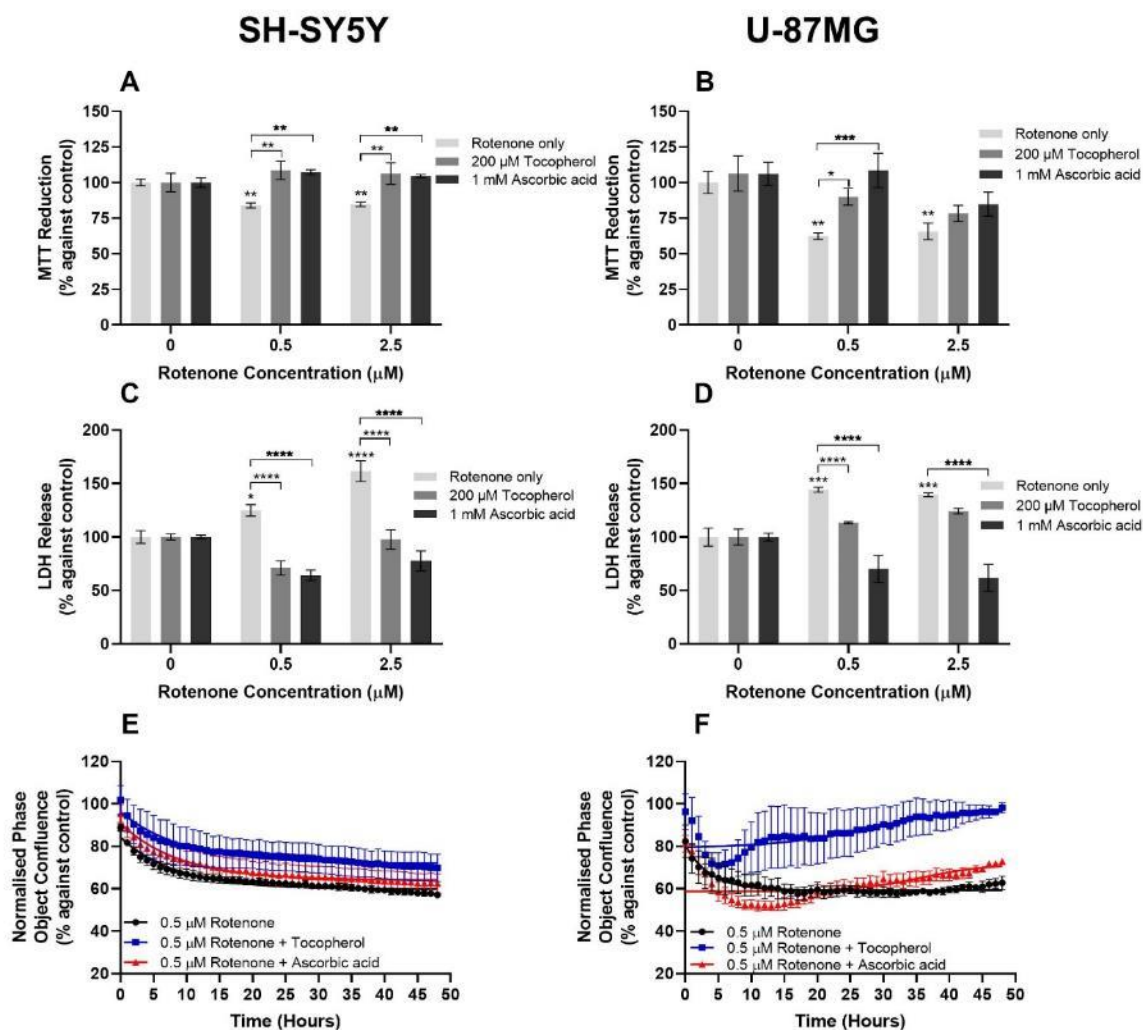 SH-SY5Y
U-87MG
A
MTT Reduction
(% against control)
150
125
100
75
50
25
0
** **
** **
** **
0 0.5 2.5
Rotenone Concentration (μM)
Rotenone only
200 μM Tocopherol
1 mM Ascorbic acid
B
MTT Reduction
(% against control)
150
125
100
75
50
25
0
***
*
** **
0 0.5 2.5
Rotenone Concentration (μM)
Rotenone only
200 μM Tocopherol
1 mM Ascorbic acid
C
LDH Release
(% against control)
200
150
100
50
0
**** ****
**** ****
* ****
0 0.5 2.5
Rotenone Concentration (μM)
Rotenone only
200 μM Tocopherol
1 mM Ascorbic acid
D
LDH Release
(% against control)
200
150
100
50
0
**** ****
****
*** ***
0 0.5 2.5
Rotenone Concentration (μM)
Rotenone only
200 μM Tocopherol
1 mM Ascorbic acid
E
Normalised Phase
Object Confluence
(% against control)
120
100
80
60
40
20
0.5 μM Rotenone
0.5 μM Rotenone + Tocopherol
0.5 μM Rotenone + Ascorbic acid
0 5 10 15 20 25 30 35 40 45 50
Time (Hours)
F
Normalised Phase
Object Confluence
(% against control)
120
100
80
60
40
20
0.5 μM Rotenone
0.5 μM Rotenone + Tocopherol
0.5 μM Rotenone + Ascorbic acid
0 5 10 15 20 25 30 35 40 45 50
Time (Hours)